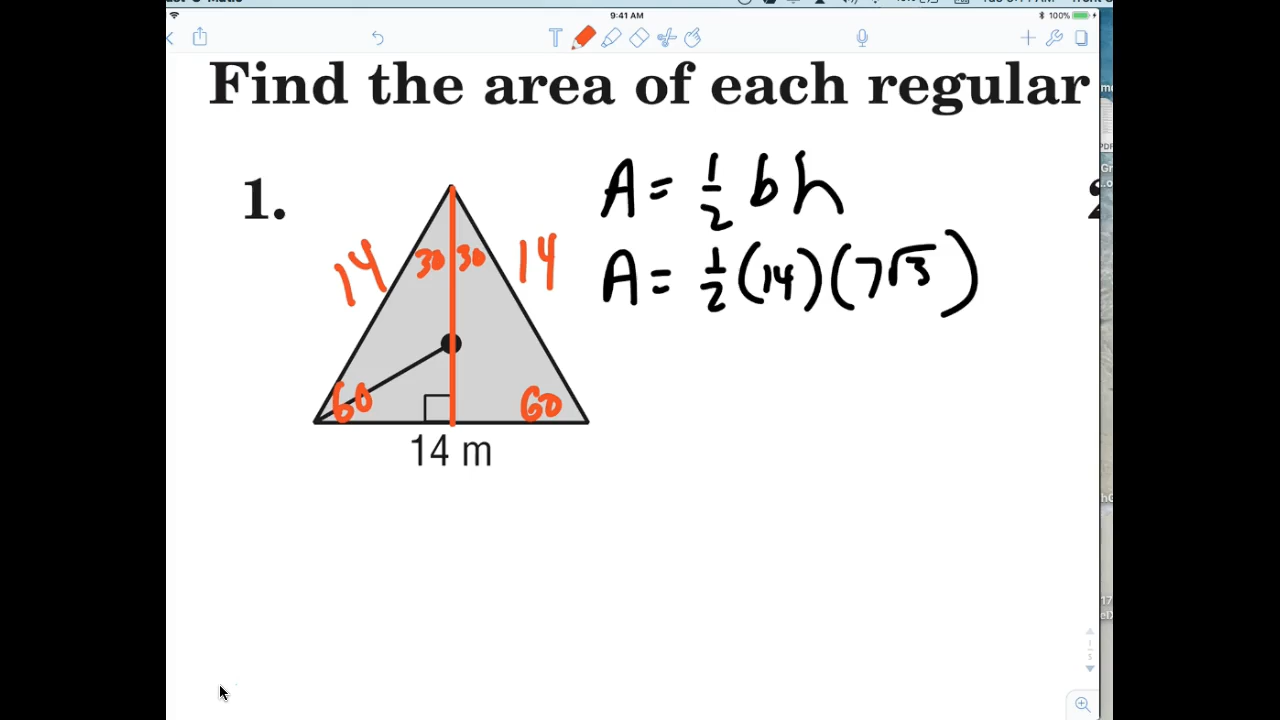 9:41 AM
100%
Find the area of each regular
1.
A = 1/2 b h
A = 1/2 (14)(7√3)
14
30
30
14
60
60
14 m